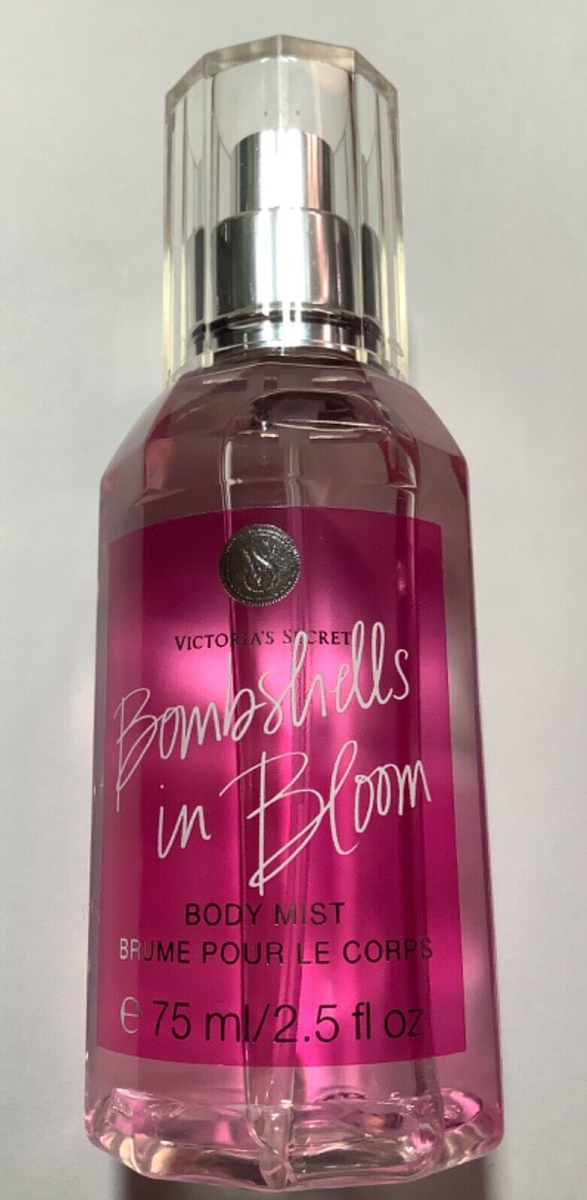 VICTORIA'S SECRET
Bombshells
in Bloom
BODY MIST
BRUME POUR LE CORPS
℮ 75 ml/2.5 fl oz